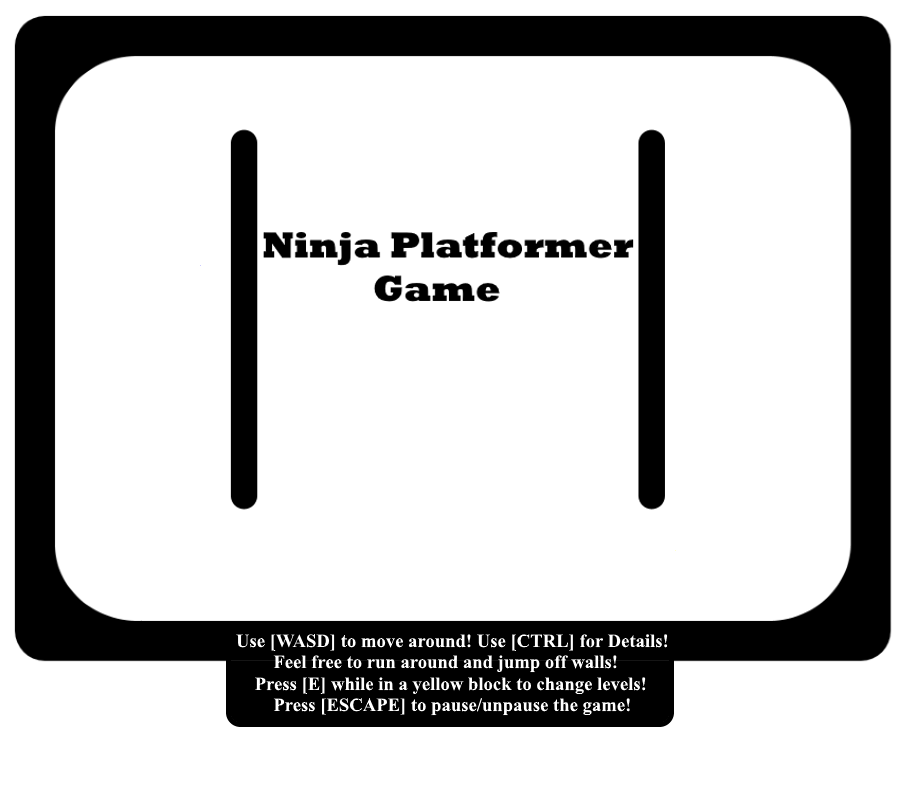 Ninja Platformer
Game
Use [WASD] to move around! Use [CTRL] for Details!
Feel free to run around and jump off walls!
Press [E] while in a yellow block to change levels!
Press [ESCAPE] to pause/unpause the game!